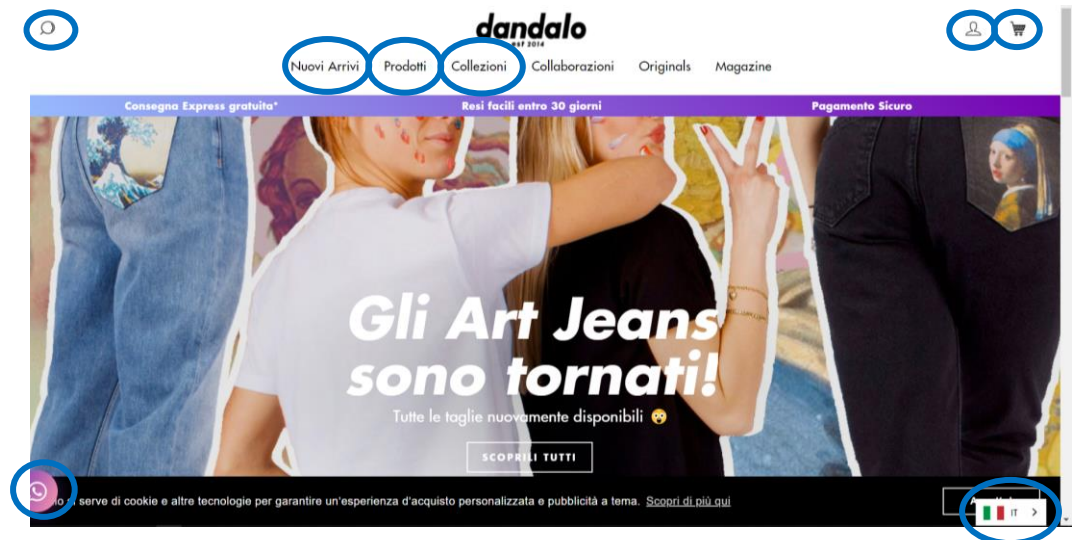 dandalo
est 2014
Nuovi Arrivi Prodotti Collezioni Collaborazioni Originals Magazine
Consegna Express gratuita* Resi facili entro 30 giorni Pagamento Sicuro
Gli Art Jeans
sono tornati!
Tutte le taglie nuovamente disponibili 😳
SCOPRILI TUTTI
si serve di cookie e altre tecnologie per garantire un'esperienza d'acquisto personalizzata e pubblicità a tema. Scopri di più qui
IT